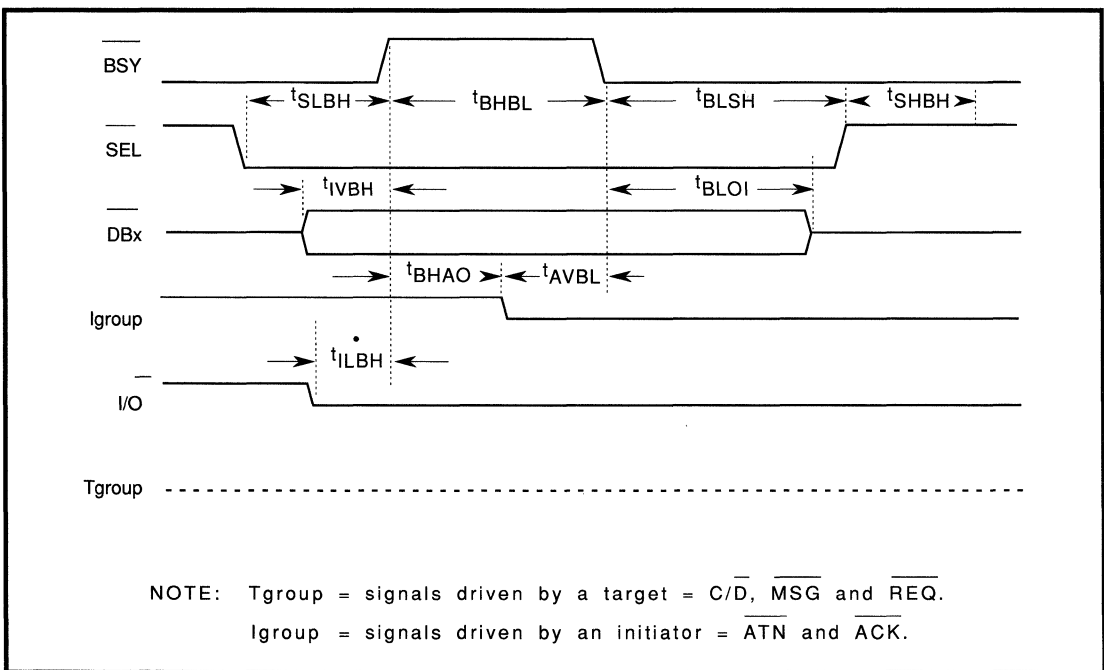 BSY
tSLBH tBHBL tBLSH tSHBH
SEL
tIVBH tBLOI
DBx
tBHAO tAVBL
Igroup
tILBH
I/O
Tgroup
NOTE: Tgroup = signals driven by a target = C/D, MSG and REQ.
Igroup = signals driven by an initiator = ATN and ACK.